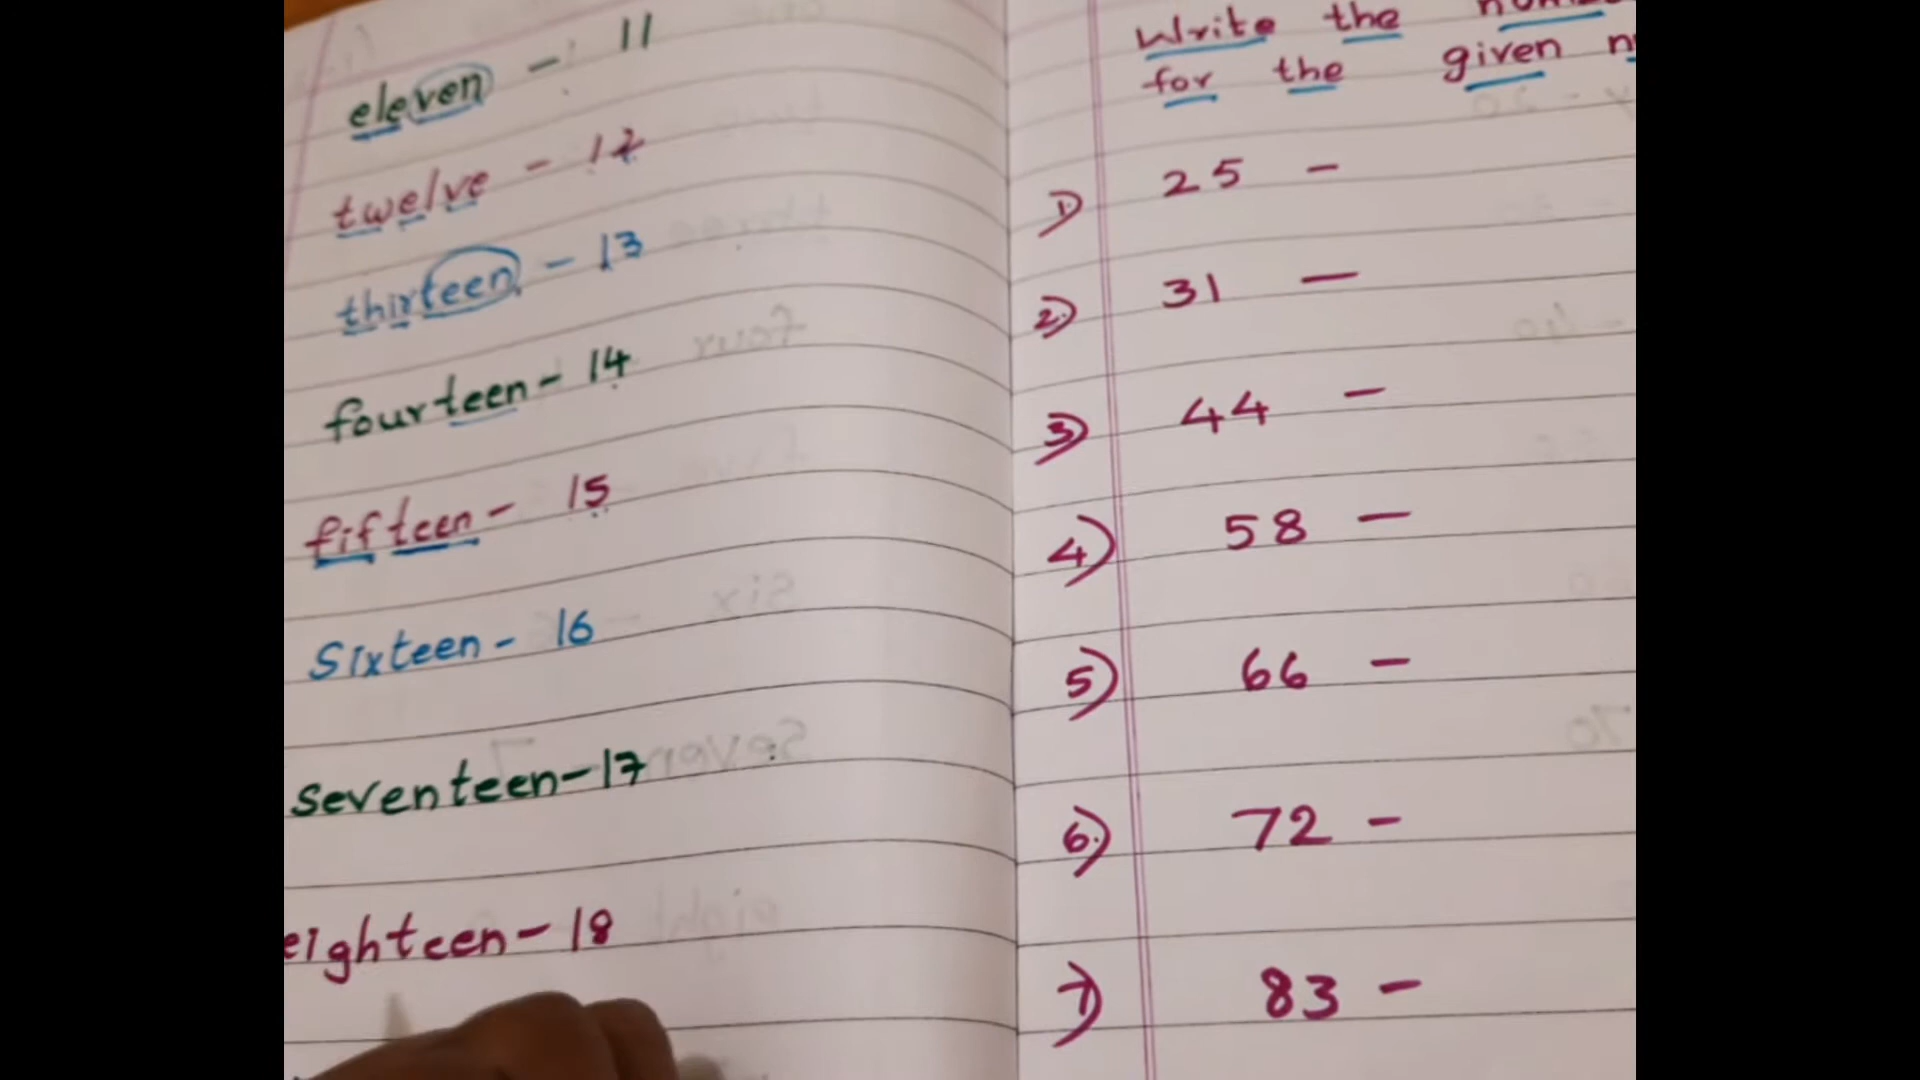 eleven - 11
twelve - 12
thirteen - 13
fourteen - 14
fifteen - 15
Sixteen - 16
seventeen - 17
eighteen - 18
Write the
for the given
1) 25 -
2) 31 -
3) 44 -
4) 58 -
5) 66 -
6) 72 -
7) 83 -